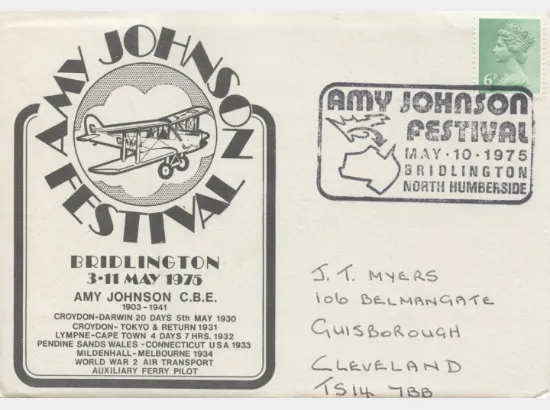 AMY JOHNSON
FESTIVAL
BRIDLINGTON
3-11 MAY 1975
AMY JOHNSON C.B.E.
1903-1941
CROYDON-DARWIN 20 DAYS 5th MAY 1930
CROYDON- TOKYO & RETURN 1931
LYMPNE-CAPE TOWN 4 DAYS 7 HRS. 1932
PENDINE SANDS WALES - CONNECTICUT USA 1933
MILDENHALL- MELBOURNE 1934
WORLD WAR 2 AIR TRANSPORT
AUXILIARY FERRY PILOT
6P
AMY JOHNSON
FESTIVAL
MAY·10·1975
BRIDLINGTON
NORTH HUMBERSIDE
J. T. MYERS
106 BELMANGATE
GUISBOROUGH
CLEVELAND
TS14 7BB